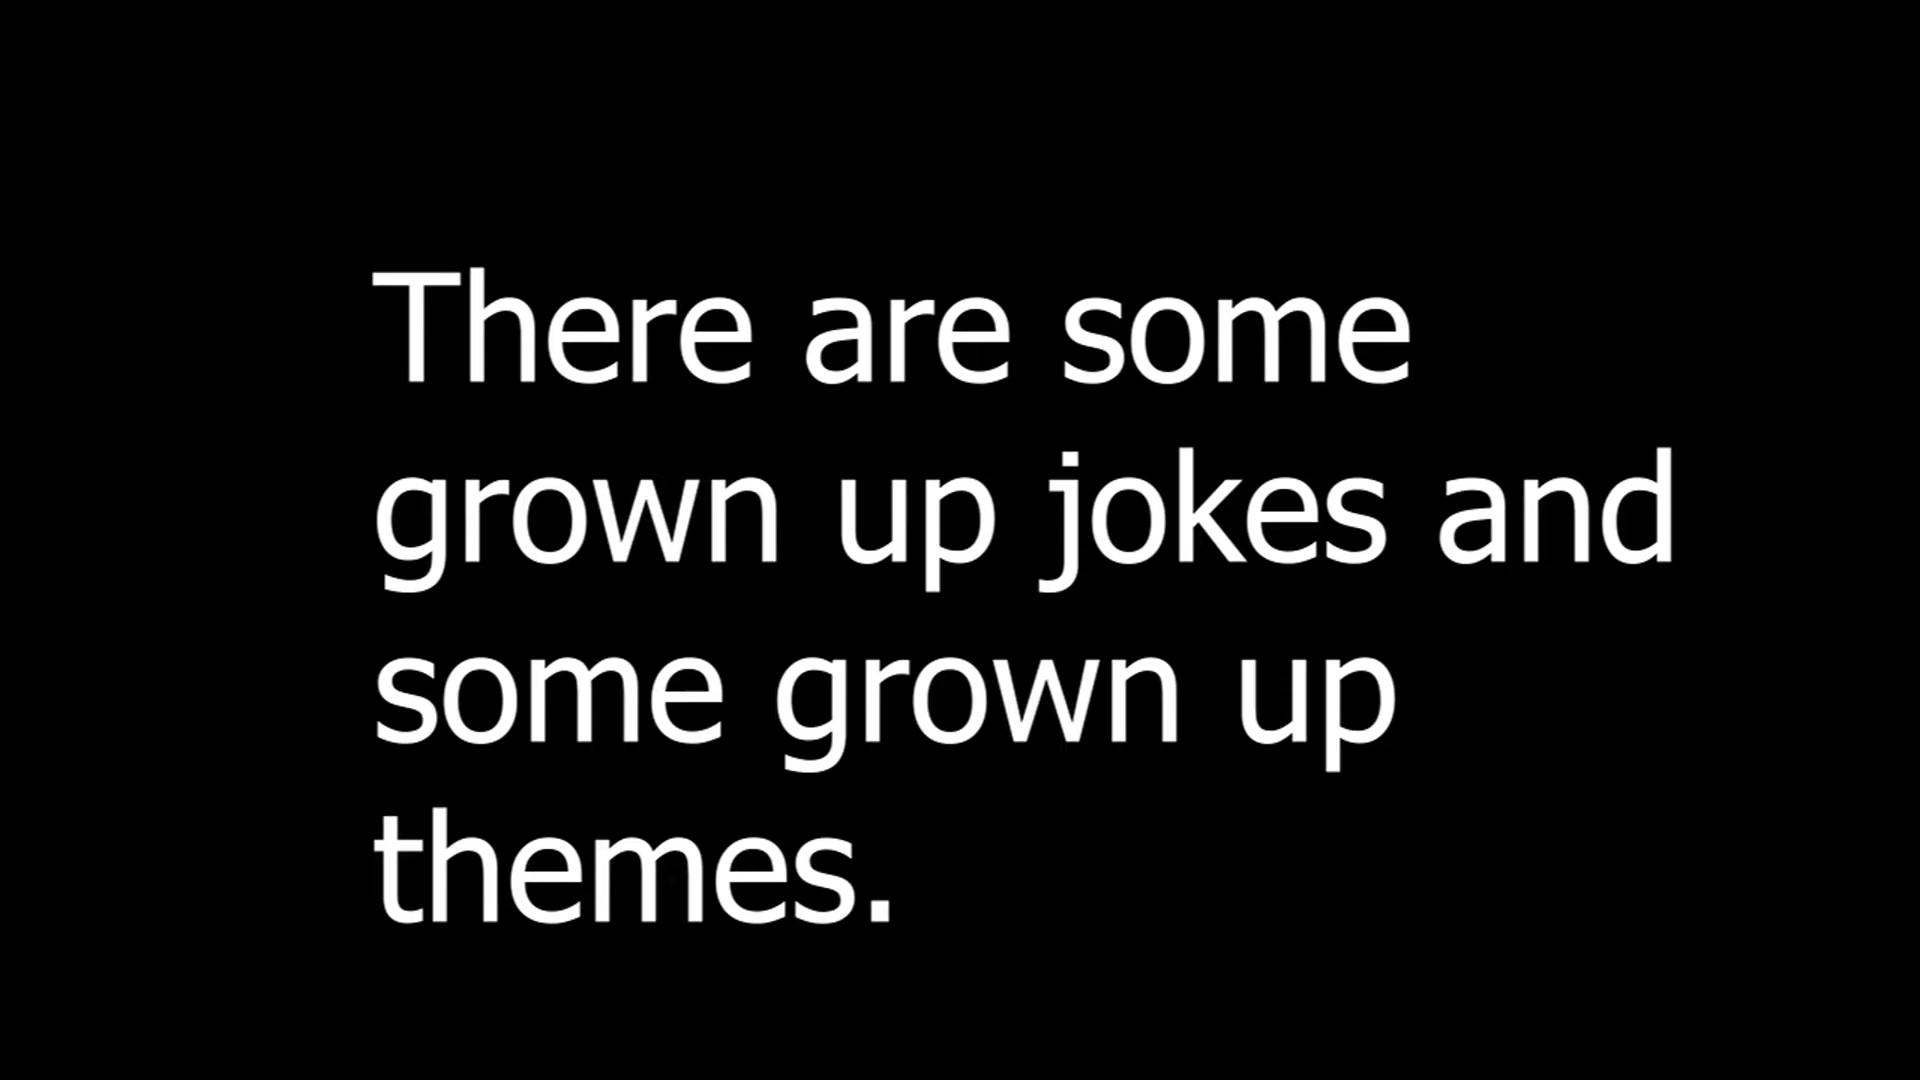 There are some
grown up jokes and
some grown up
themes.